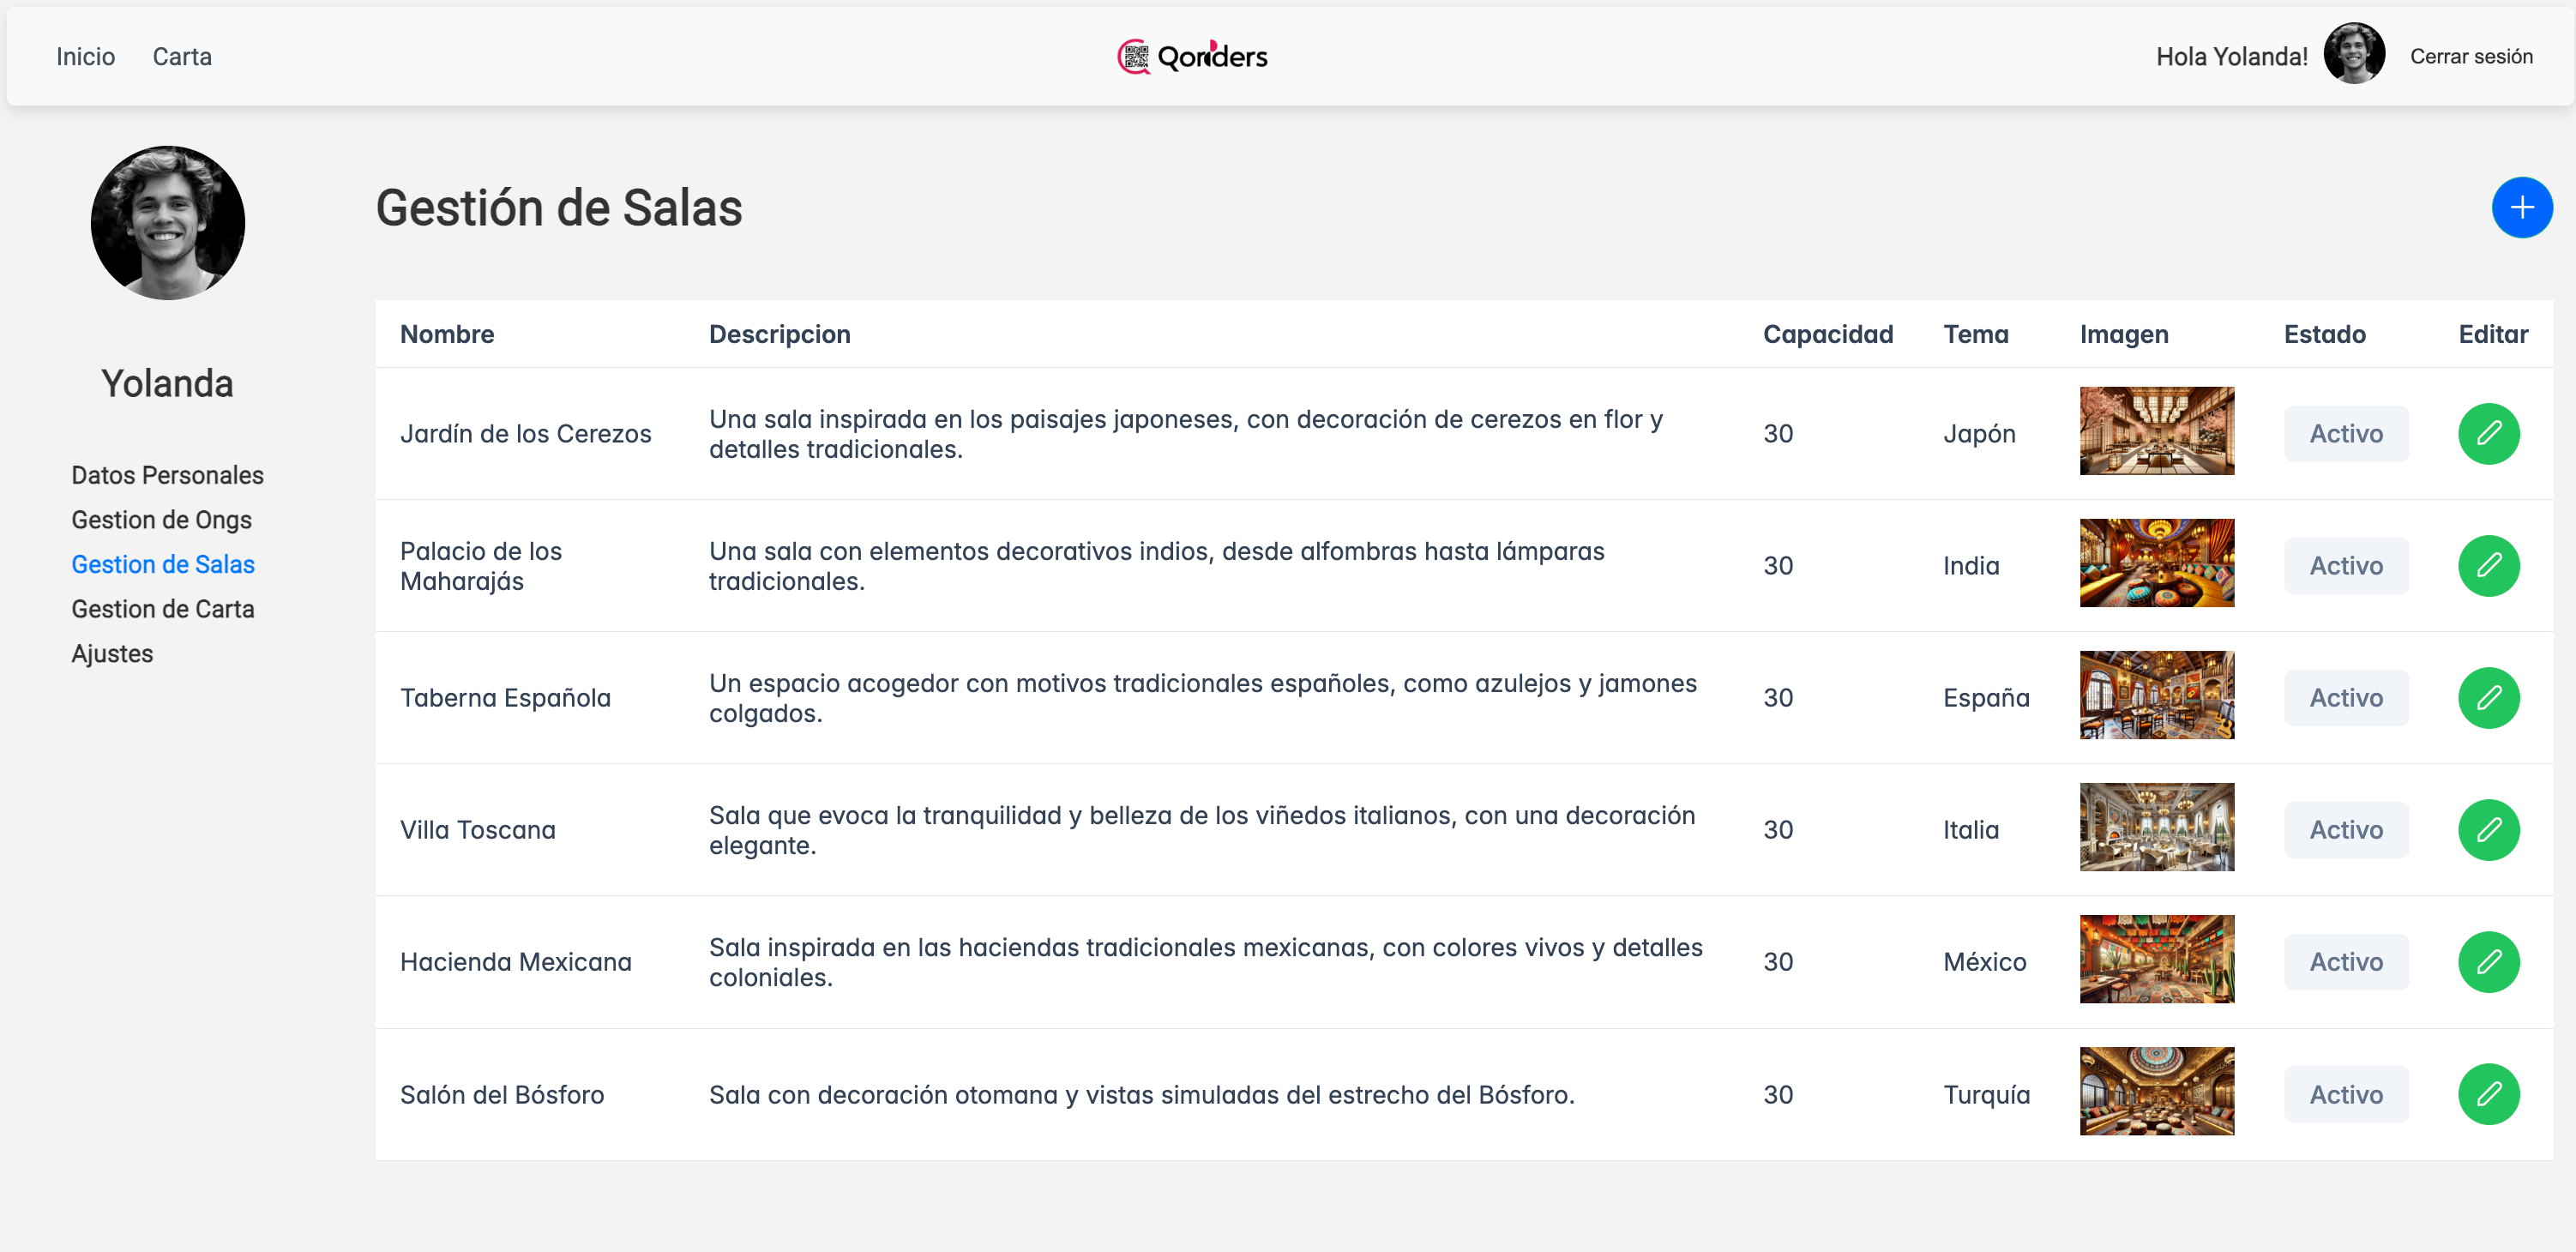 Inicio Carta Qorders Hola Yolanda! Cerrar sesión
Yolanda
Datos Personales
Gestion de Ongs
Gestion de Salas
Gestion de Carta
Ajustes
Gestión de Salas
Nombre Descripcion Capacidad Tema Imagen Estado Editar
Jardín de los Cerezos Una sala inspirada en los paisajes japoneses, con decoración de cerezos en flor y
detalles tradicionales. 30 Japón Activo
Palacio de los
Maharajás Una sala con elementos decorativos indios, desde alfombras hasta lámparas
tradicionales. 30 India Activo
Taberna Española Un espacio acogedor con motivos tradicionales españoles, como azulejos y jamones
colgados. 30 España Activo
Villa Toscana Sala que evoca la tranquilidad y belleza de los viñedos italianos, con una decoración
elegante. 30 Italia Activo
Hacienda Mexicana Sala inspirada en las haciendas tradicionales mexicanas, con colores vivos y detalles
coloniales. 30 México Activo
Salón del Bósforo Sala con decoración otomana y vistas simuladas del estrecho del Bósforo. 30 Turquía Activo